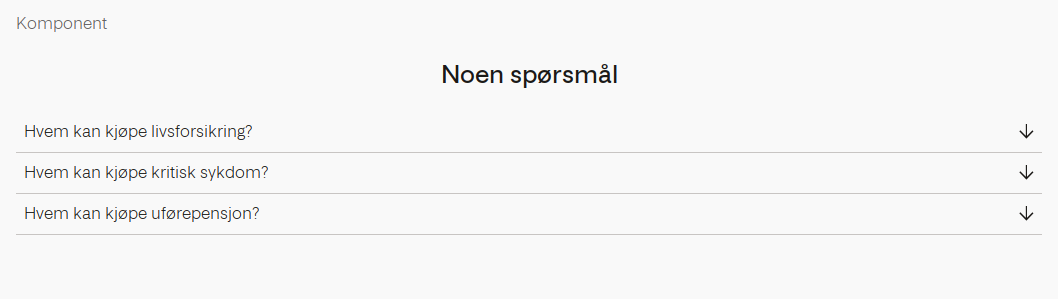 Komponent
Noen spørsmål
Hvem kan kjøpe livsforsikring?
Hvem kan kjøpe kritisk sykdom?
Hvem kan kjøpe uførepensjon?